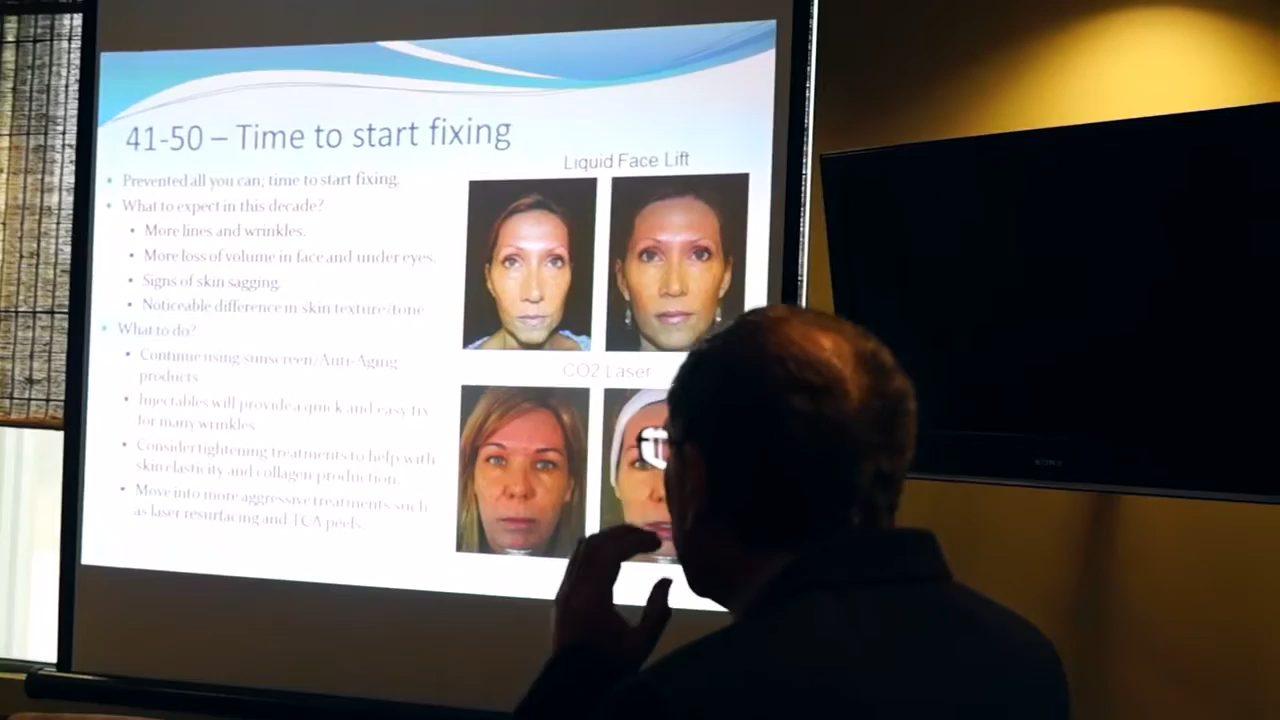 41-50 – Time to start fixing
Liquid Face Lift
Prevented all you can; time to start fixing.
What to expect in this decade?
More lines and wrinkles.
More loss of volume in face and under eyes.
Signs of skin sagging.
Noticeable difference in skin texture/tone
What to do?
Continue using sunscreen/Anti-Aging
products
Injectables will provide a quick and easy fix
for many wrinkles.
Consider tightening treatments to help with
skin elasticity and collagen production.
Move into more aggressive treatments such
as laser resurfacing and TCA peels.
CO2 Laser
SONY